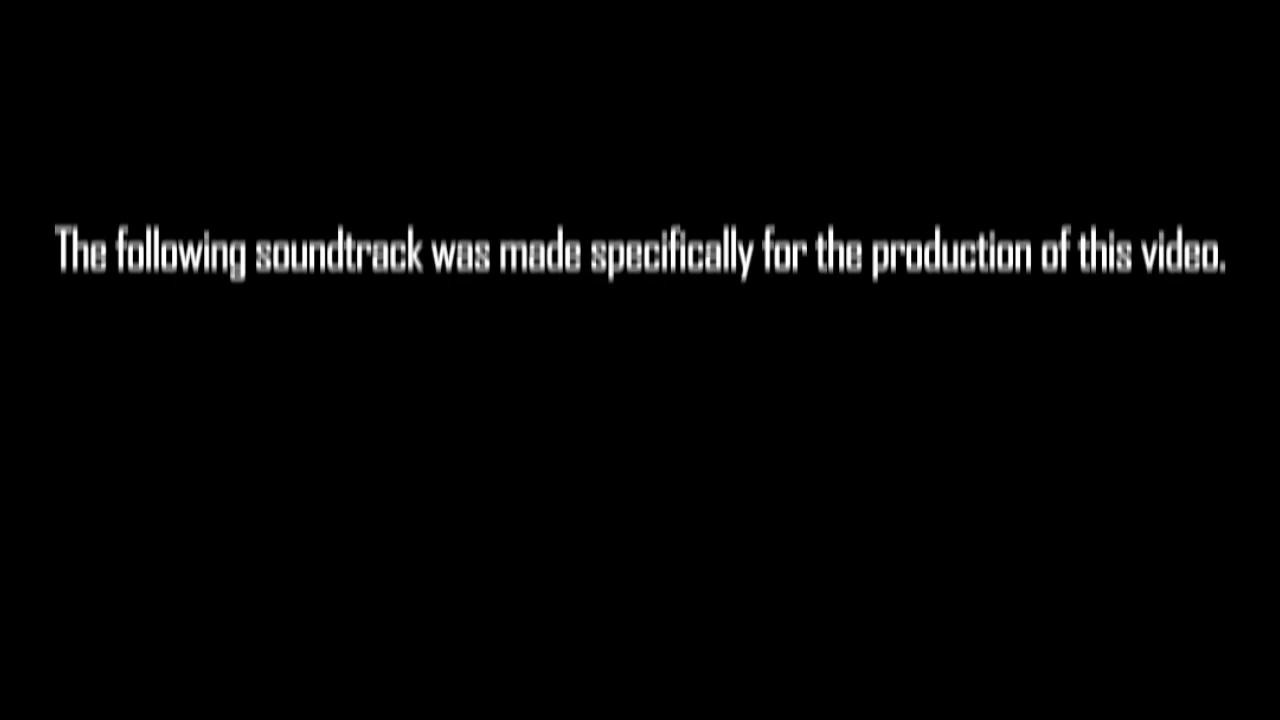 The following soundtrack was made specifically for the production of this video.